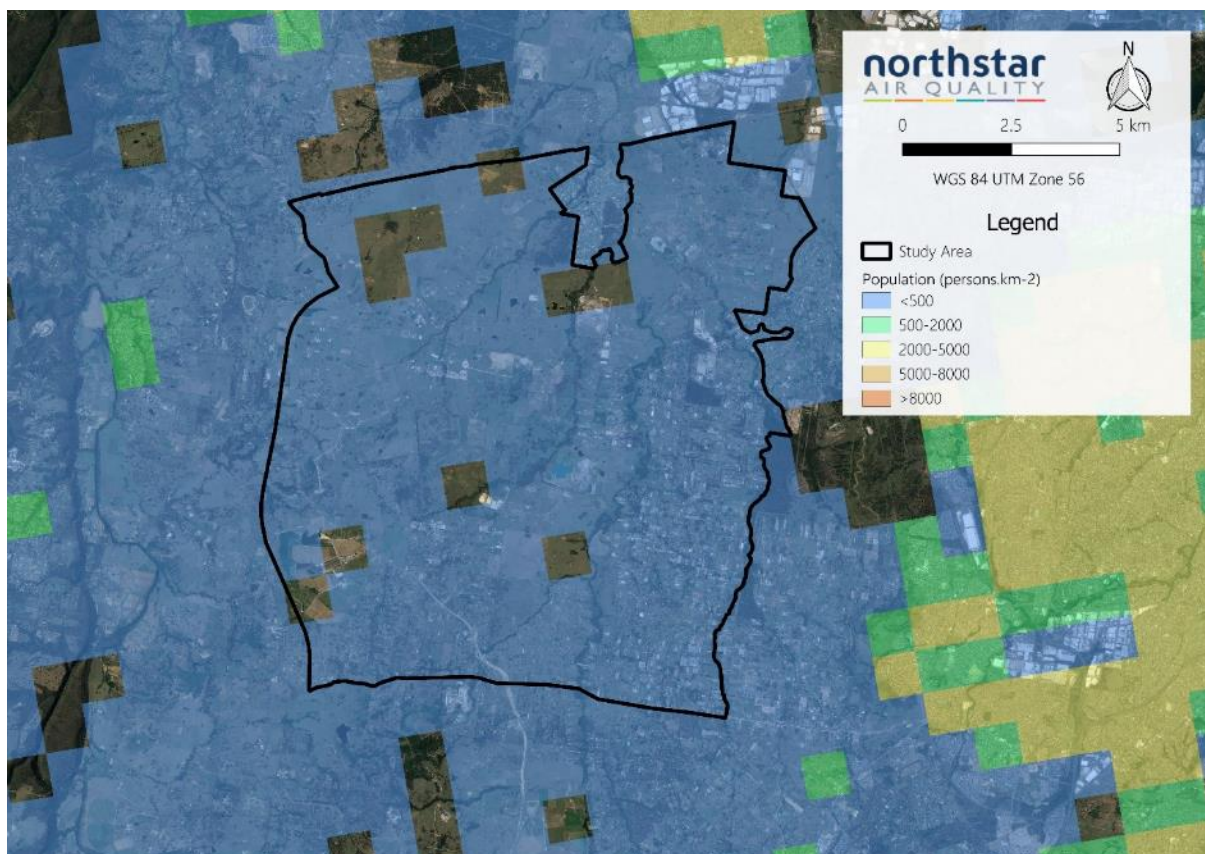 northstar
AIR QUALITY
N
0 2.5 5 km
WGS 84 UTM Zone 56
Legend
Study Area
Population (persons.km-2)
<500
500-2000
2000-5000
5000-8000
>8000